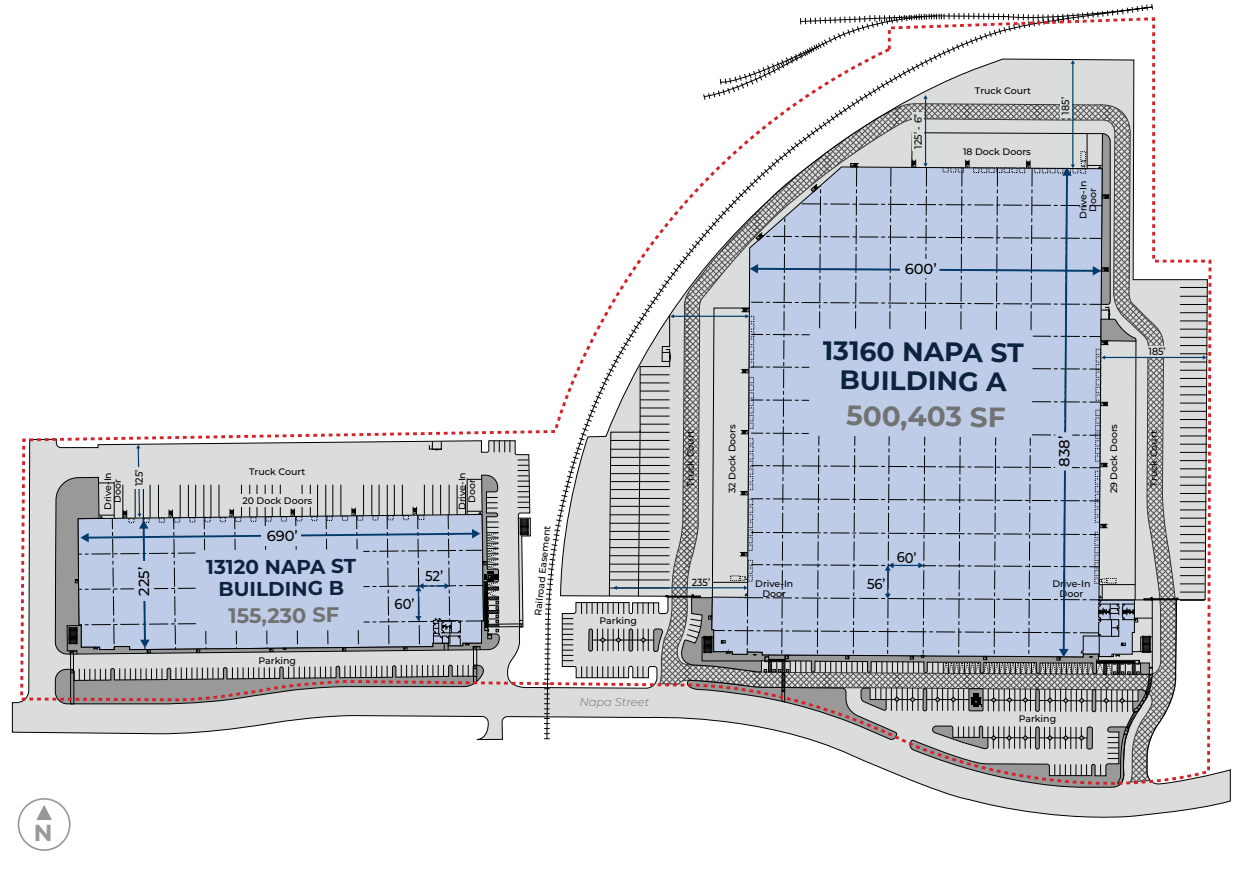 Truck Court
185'
125' - 6"
18 Dock Doors
Drive-In
Door
600'
13160 NAPA ST
BUILDING A
500,403 SF
838'
185'
32 Dock Doors
Truck Court
29 Dock Doors
Truck Court
60'
56'
235'
Drive-In
Door
Drive-In
Door
Parking
Parking
Truck Court
125'
Drive-In
Door
20 Dock Doors
Drive-In
Door
690'
225'
13120 NAPA ST
BUILDING B
155,230 SF
52'
60'
Parking
Railroad Easement
Napa Street
N